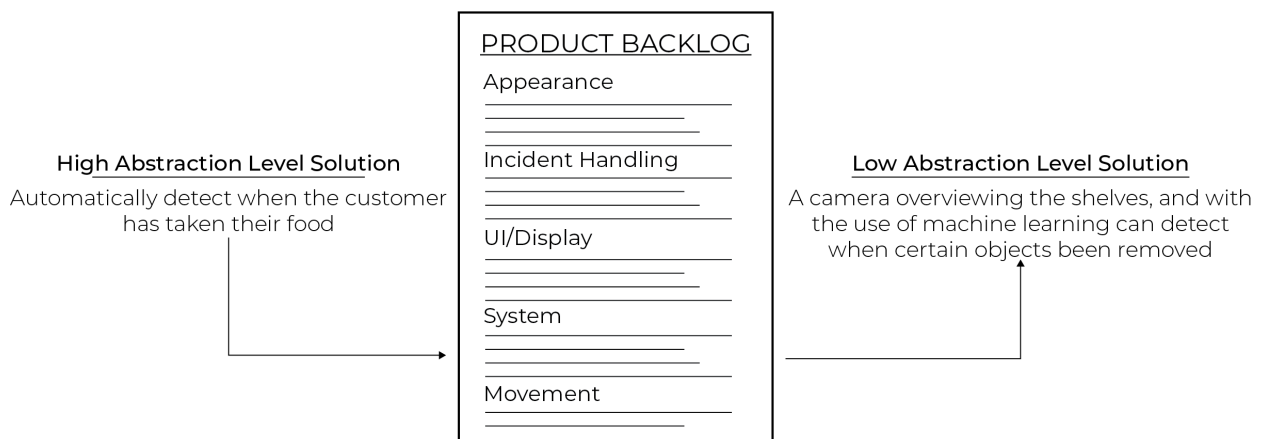 High Abstraction Level Solution
Automatically detect when the customer
has taken their food
PRODUCT BACKLOG
Appearance
Incident Handling
UI/Display
System
Movement
Low Abstraction Level Solution
A camera overviewing the shelves, and with
the use of machine learning can detect
when certain objects been removed